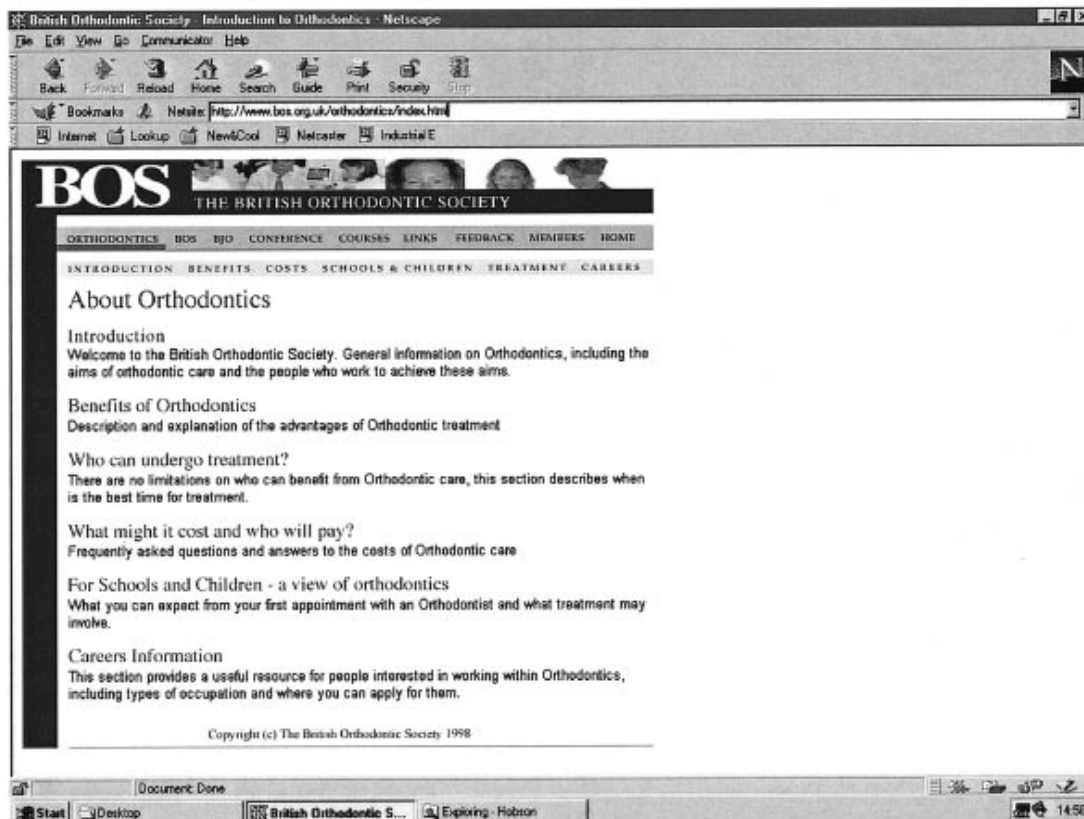 British Orthodontic Society - Introduction to Orthodontics - Netscape
File Edit View Go Communicator Help
Back Forward Reload Home Search Guide Print Security Stop
N
Bookmarks Netsite: http://www.bos.org.uk/orthodontics/index.html
Internet Lookup New&Cool Netcaster Industrial E
BOS
THE BRITISH ORTHODONTIC SOCIETY
ORTHODONTICS BOS BJO CONFERENCE COURSES LINKS FEEDBACK MEMBERS HOME
INTRODUCTION BENEFITS COSTS SCHOOLS & CHILDREN TREATMENT CAREERS
About Orthodontics
Introduction
Welcome to the British Orthodontic Society. General information on Orthodontics, including the
aims of orthodontic care and the people who work to achieve these aims.
Benefits of Orthodontics
Description and explanation of the advantages of Orthodontic treatment
Who can undergo treatment?
There are no limitations on who can benefit from Orthodontic care, this section describes when
is the best time for treatment.
What might it cost and who will pay?
Frequently asked questions and answers to the costs of Orthodontic care
For Schools and Children - a view of orthodontics
What you can expect from your first appointment with an Orthodontist and what treatment may
involve.
Careers Information
This section provides a useful resource for people interested in working within Orthodontics,
including types of occupation and where you can apply for them.
Copyright (c) The British Orthodontic Society 1998
Document: Done
Start Desktop British Orthodontic S... Exploring - Hobson 14:56